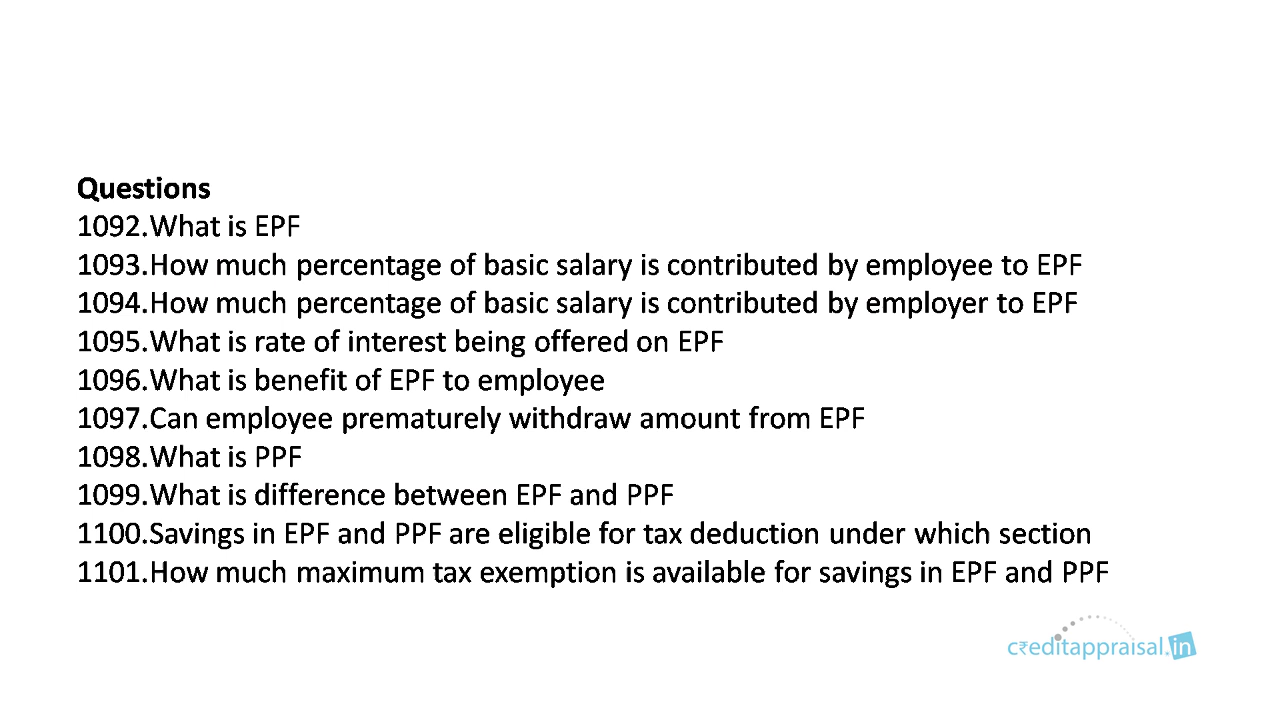 Questions
1092.What is EPF
1093.How much percentage of basic salary is contributed by employee to EPF
1094.How much percentage of basic salary is contributed by employer to EPF
1095.What is rate of interest being offered on EPF
1096.What is benefit of EPF to employee
1097.Can employee prematurely withdraw amount from EPF
1098.What is PPF
1099.What is difference between EPF and PPF
1100.Savings in EPF and PPF are eligible for tax deduction under which section
1101.How much maximum tax exemption is available for savings in EPF and PPF
c₹editappraisal.in